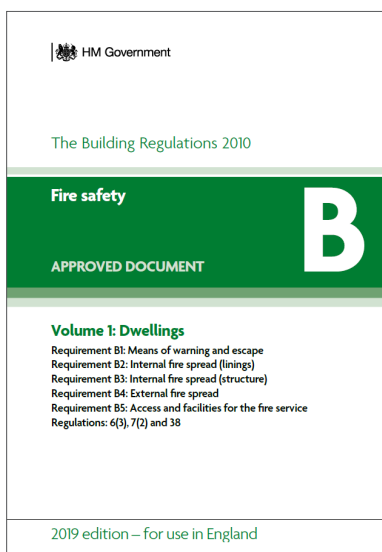 HM Government
The Building Regulations 2010
Fire safety
B
APPROVED DOCUMENT
Volume 1: Dwellings
Requirement B1: Means of warning and escape
Requirement B2: Internal fire spread (linings)
Requirement B3: Internal fire spread (structure)
Requirement B4: External fire spread
Requirement B5: Access and facilities for the fire service
Regulations: 6(3), 7(2) and 38
2019 edition – for use in England